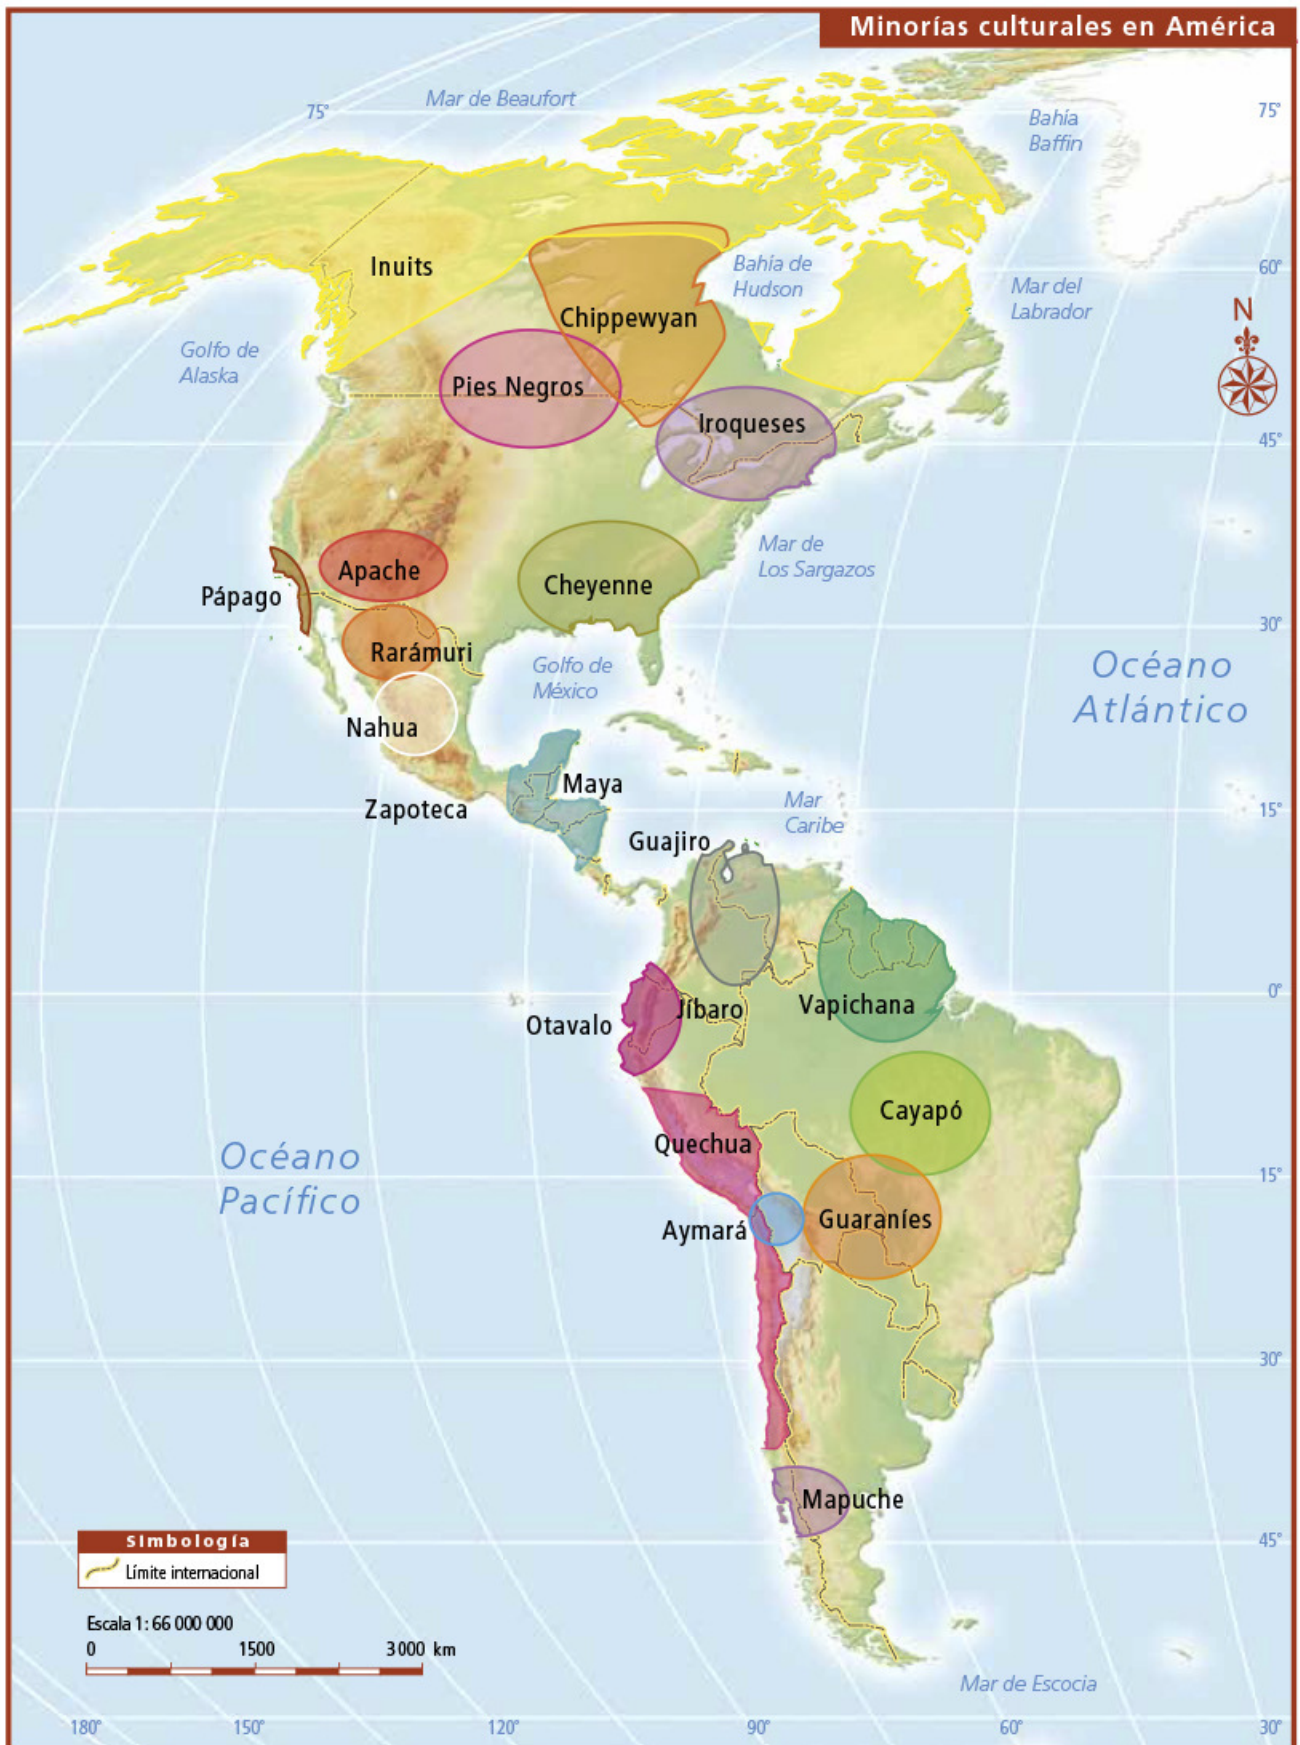 Minorías culturales en América
Mar de Beaufort
75°
75°
Bahía
Baffin
Inuits
Bahía de
Hudson
60°
Mar del
Labrador
N
Chippewyan
Golfo de
Alaska
Pies Negros
Iroqueses
45°
Mar de
Los Sargazos
Apache
Cheyenne
Pápago
30°
Rarámuri
Golfo de
México
Océano
Atlántico
Nahua
Maya
Zapoteca
Mar
Caribe
15°
Guajiro
0°
Vapichana
Jíbaro
Otavalo
Cayapó
Quechua
Océano
Pacífico
15°
Guaraníes
Aymará
30°
Mapuche
45°
Simbología
Límite internacional
Escala 1: 66 000 000
0 1500 3000 km
Mar de Escocia
180° 150° 120° 90° 60° 30°